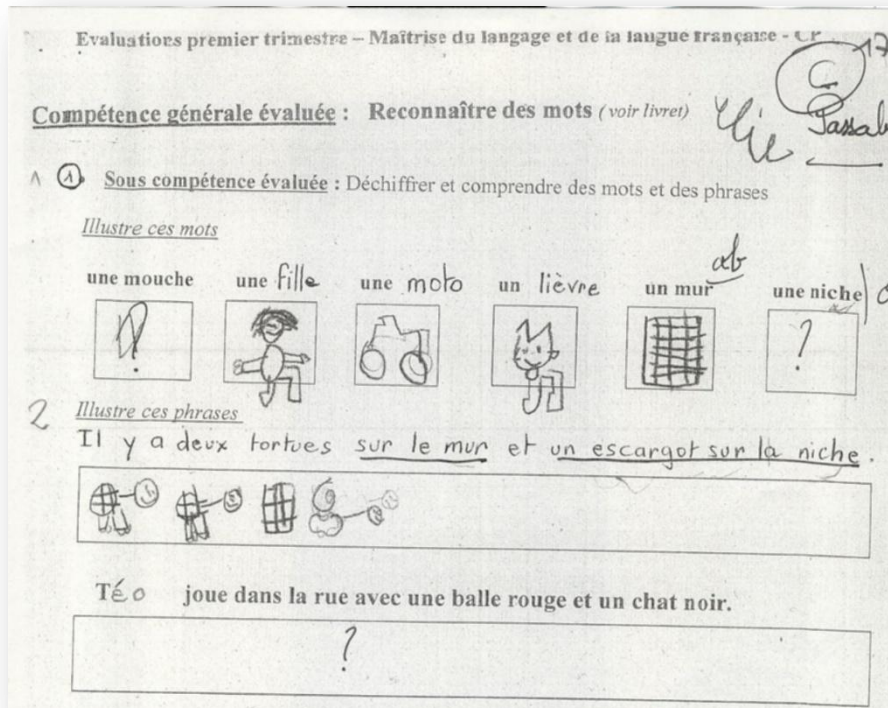 Evaluations premier trimestre – Maîtrise du langage et de la langue française - CP
17
C
Compétence générale évaluée : Reconnaître des mots (voir livret)
1 Sous compétence évaluée : Déchiffrer et comprendre des mots et des phrases
Illustre ces mots
ab
une mouche une fille une moto un lièvre un mur une niche
? ?
2 Illustre ces phrases
Il y a deux tortues sur le mur et un escargot sur la niche.
Téo joue dans la rue avec une balle rouge et un chat noir.
?